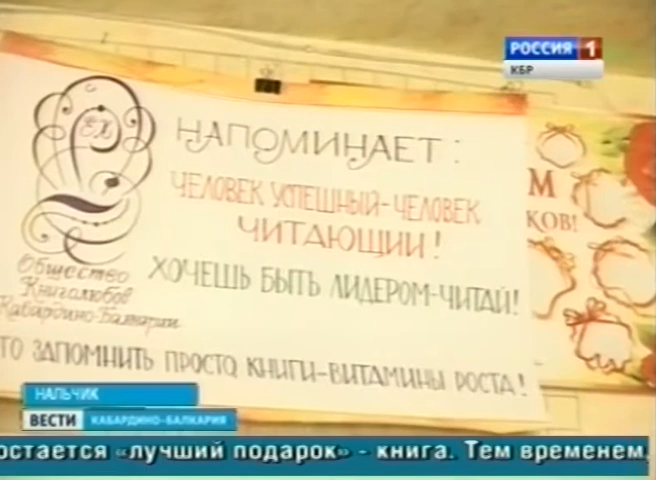 РОССИЯ 1
КБР
НАПОМИНАЕТ:
ЧЕЛОВЕК УСПЕШНЫЙ-ЧЕЛОВЕК
ЧИТАЮЩИЙ!
ХОЧЕШЬ БЫТЬ ЛИДЕРОМ-ЧИТАЙ!
Общество
Книголюбов
Кабардино-Балкарии
ТО ЗАПОМНИТЬ ПРОСТО, КНИГИ-ВИТАМИНЫ РОСТА!
М
КОВ!
НАЛЬЧИК
ВЕСТИ КАБАРДИНО-БАЛКАРИЯ
остается «лучший подарок» - книга. Тем временем,